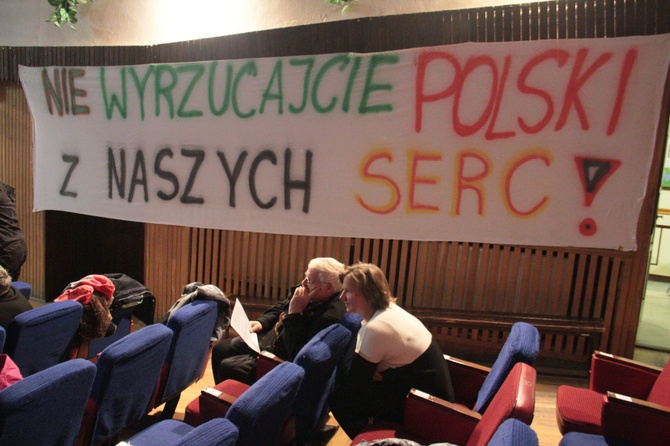 NIE WYRZUCAJCIE POLSKI
Z NASZYCH SERC!